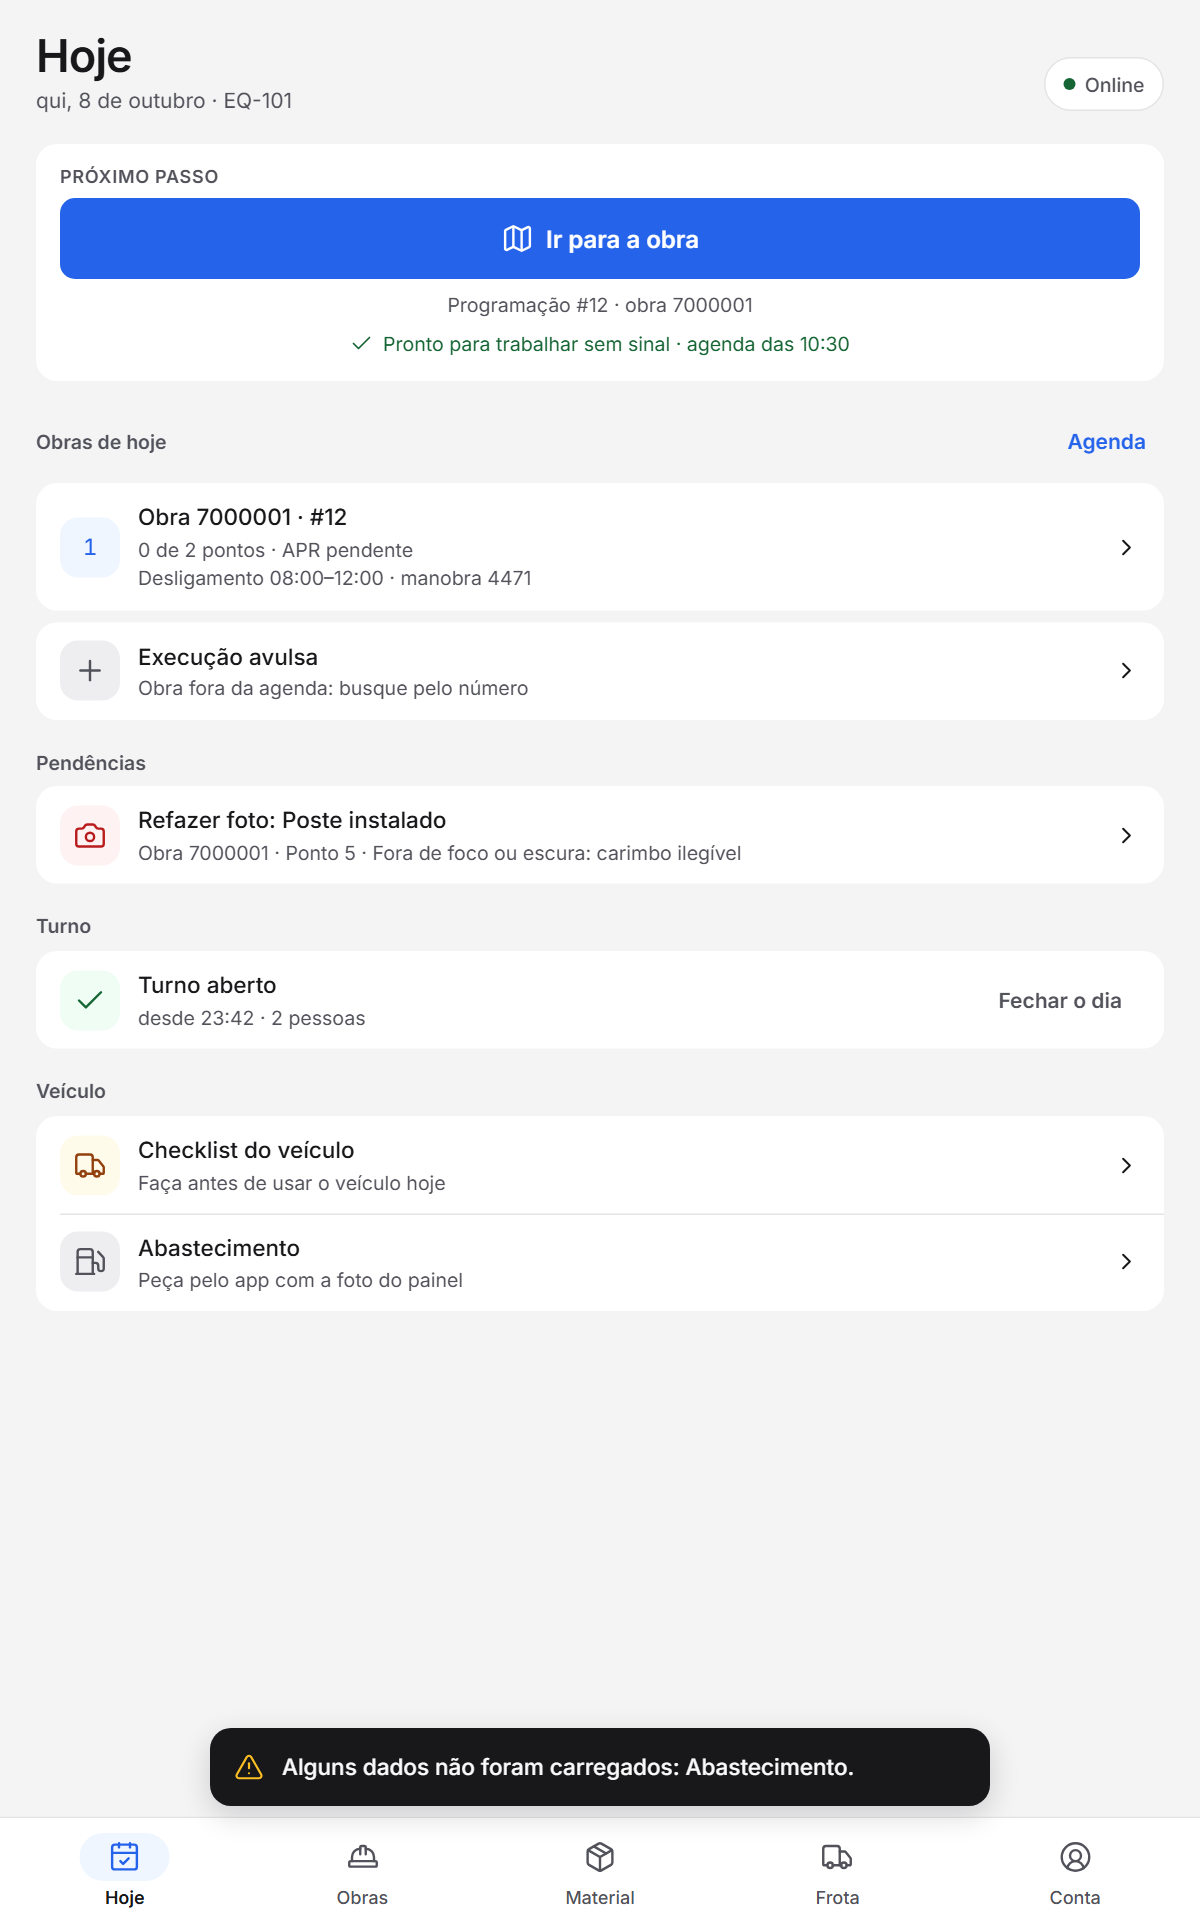 Hoje
qui, 8 de outubro · EQ-101
Online
PRÓXIMO PASSO
Ir para a obra
Programação #12 · obra 7000001
Pronto para trabalhar sem sinal · agenda das 10:30
Obras de hoje
Agenda
1
Obra 7000001 · #12
0 de 2 pontos · APR pendente
Desligamento 08:00–12:00 · manobra 4471
Execução avulsa
Obra fora da agenda: busque pelo número
Pendências
Refazer foto: Poste instalado
Obra 7000001 · Ponto 5 · Fora de foco ou escura: carimbo ilegível
Turno
Turno aberto
desde 23:42 · 2 pessoas
Fechar o dia
Veículo
Checklist do veículo
Faça antes de usar o veículo hoje
Abastecimento
Peça pelo app com a foto do painel
Alguns dados não foram carregados: Abastecimento.
Hoje
Obras
Material
Frota
Conta